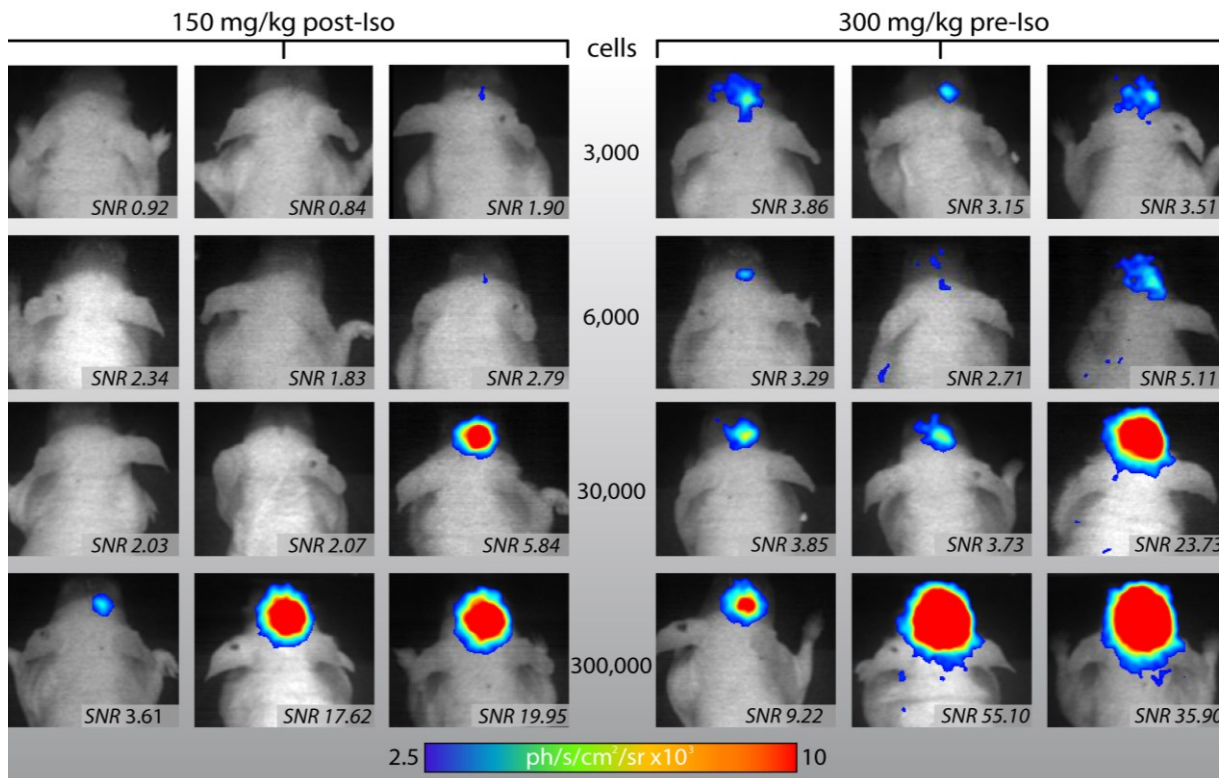 150 mg/kg post-Iso
cells
300 mg/kg pre-Iso
SNR 0.92
SNR 0.84
SNR 1.90
3,000
SNR 3.86
SNR 3.15
SNR 3.51
SNR 2.34
SNR 1.83
SNR 2.79
6,000
SNR 3.29
SNR 2.71
SNR 5.11
SNR 2.03
SNR 2.07
SNR 5.84
30,000
SNR 3.85
SNR 3.73
SNR 23.73
SNR 3.61
SNR 17.62
SNR 19.95
300,000
SNR 9.22
SNR 55.10
SNR 35.90
2.5 ph/s/cm²/sr x10³ 10